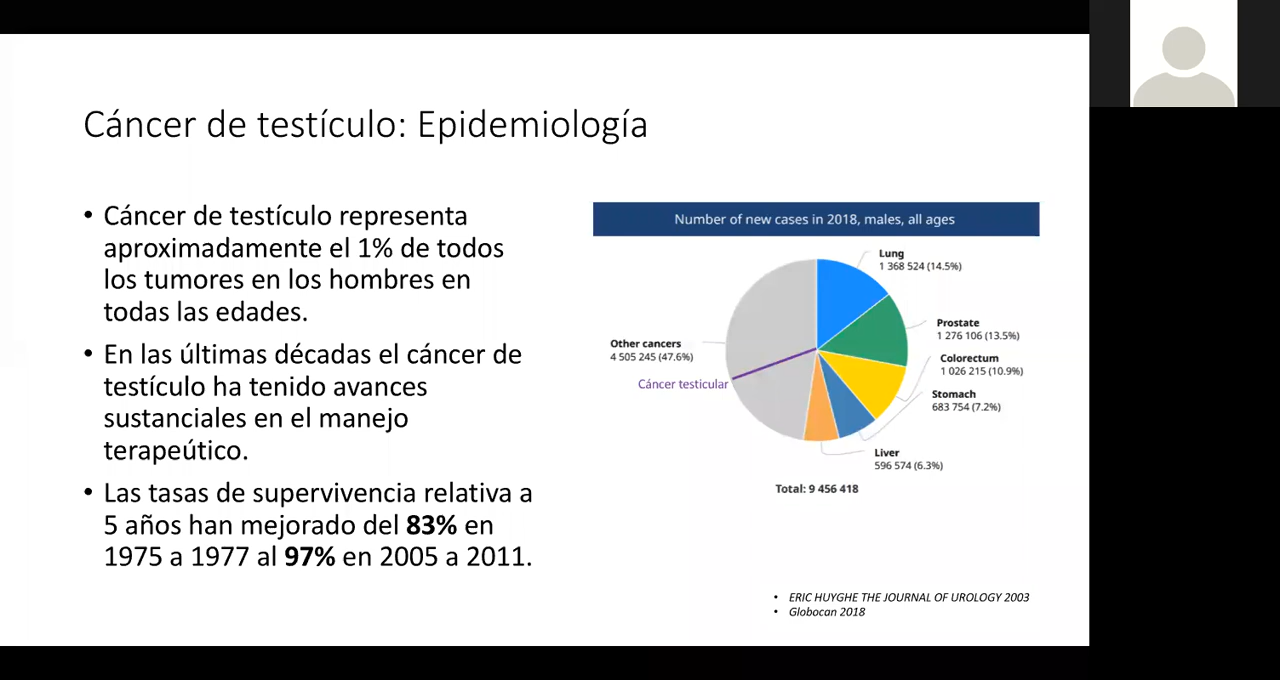 Cáncer de testículo: Epidemiología
• Cáncer de testículo representa
aproximadamente el 1% de todos
los tumores en los hombres en
todas las edades.
• En las últimas décadas el cáncer de
testículo ha tenido avances
sustanciales en el manejo
terapeútico.
• Las tasas de supervivencia relativa a
5 años han mejorado del 83% en
1975 a 1977 al 97% en 2005 a 2011.
Number of new cases in 2018, males, all ages
Lung
1 368 524 (14.5%)
Prostate
1 276 106 (13.5%)
Colorectum
1 026 215 (10.9%)
Stomach
683 754 (7.2%)
Liver
596 574 (6.3%)
Other cancers
4 505 245 (47.6%)
Cáncer testicular
Total: 9 456 418
• ERIC HUYGHE THE JOURNAL OF UROLOGY 2003
• Globocan 2018